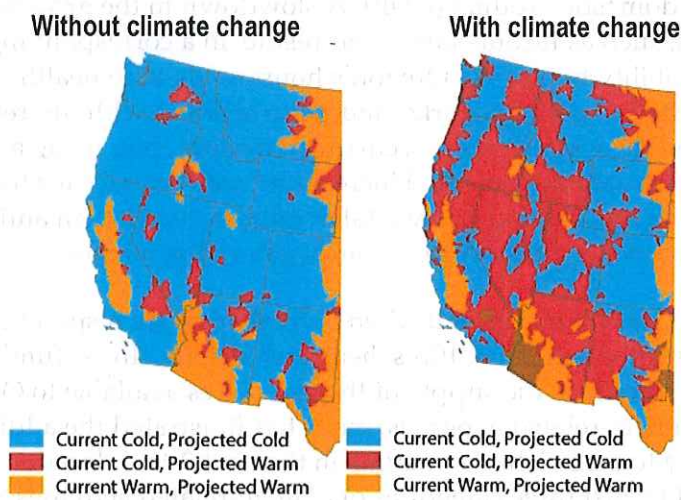 Without climate change
With climate change
Current Cold, Projected Cold
Current Cold, Projected Warm
Current Warm, Projected Warm
Current Cold, Projected Cold
Current Cold, Projected Warm
Current Warm, Projected Warm